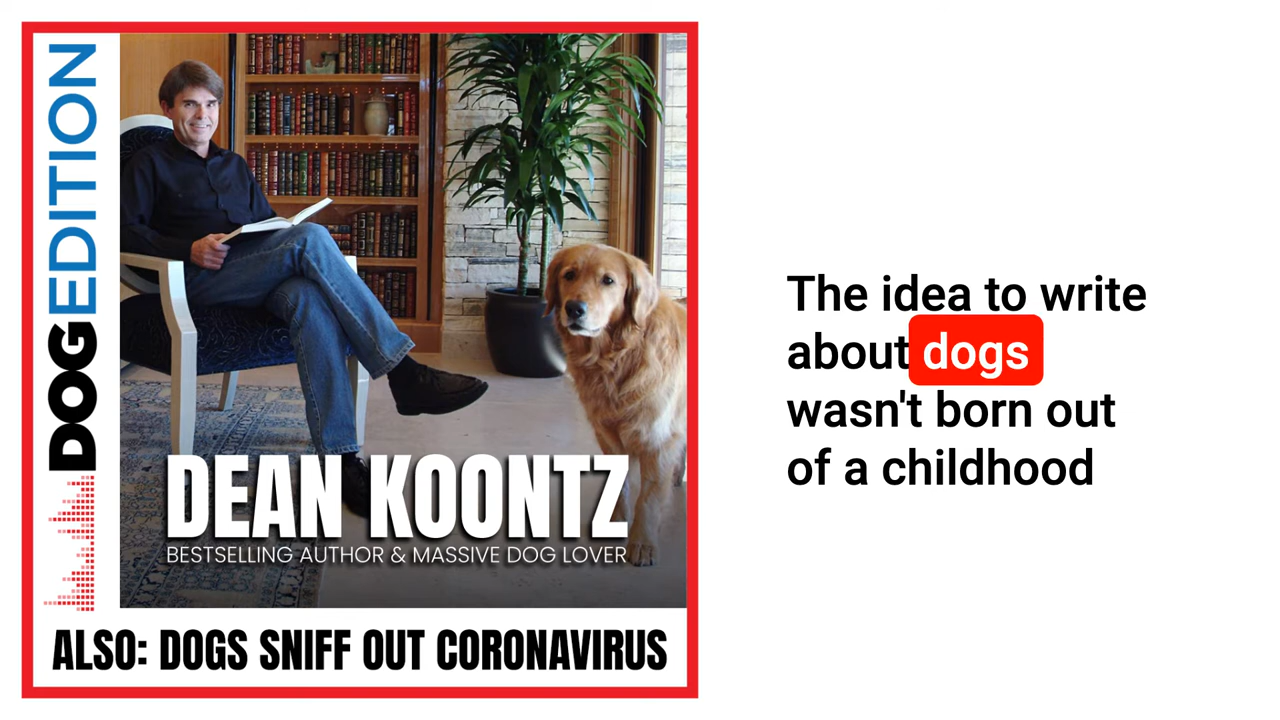 DOGEDITION
DEAN KOONTZ
BESTSELLING AUTHOR & MASSIVE DOG LOVER
ALSO: DOGS SNIFF OUT CORONAVIRUS
The idea to write
about dogs
wasn't born out
of a childhood